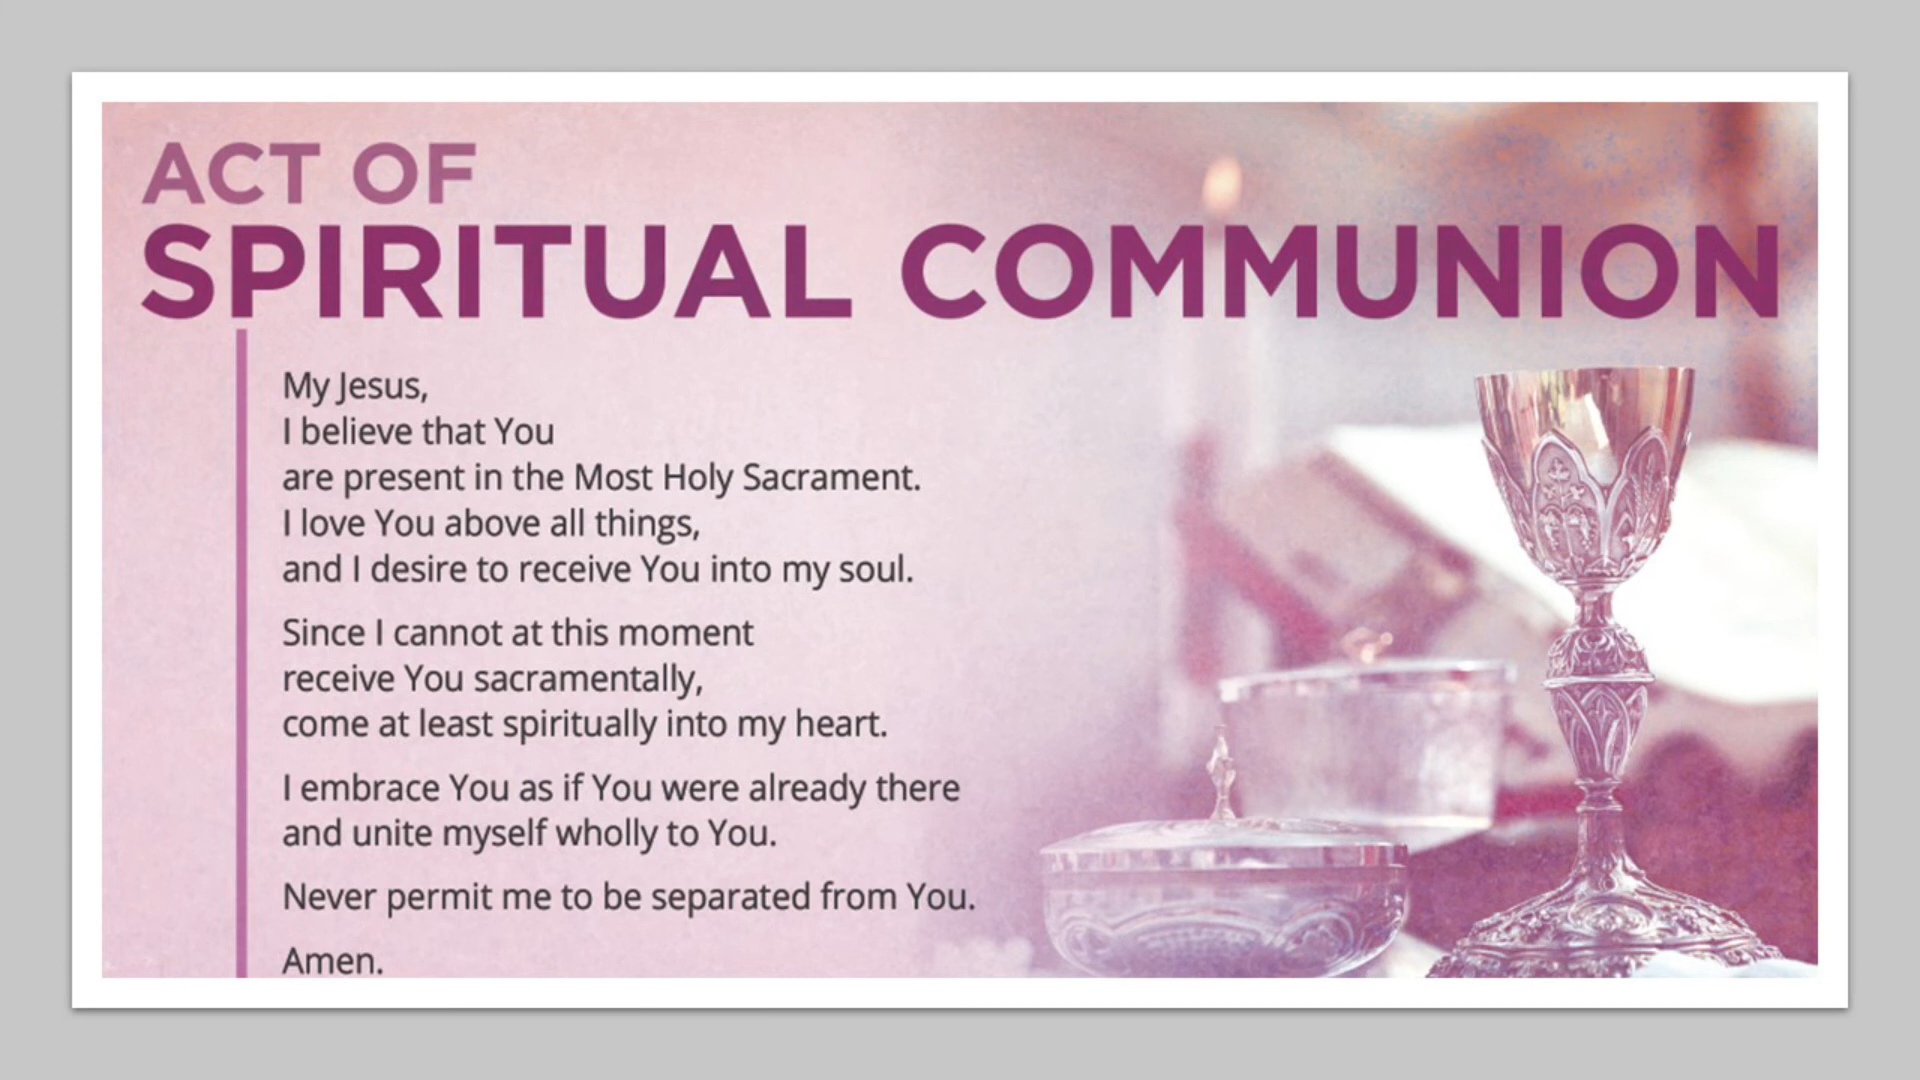 ACT OF
SPIRITUAL COMMUNION
My Jesus,
I believe that You
are present in the Most Holy Sacrament.
I love You above all things,
and I desire to receive You into my soul.
Since I cannot at this moment
receive You sacramentally,
come at least spiritually into my heart.
I embrace You as if You were already there
and unite myself wholly to You.
Never permit me to be separated from You.
Amen.